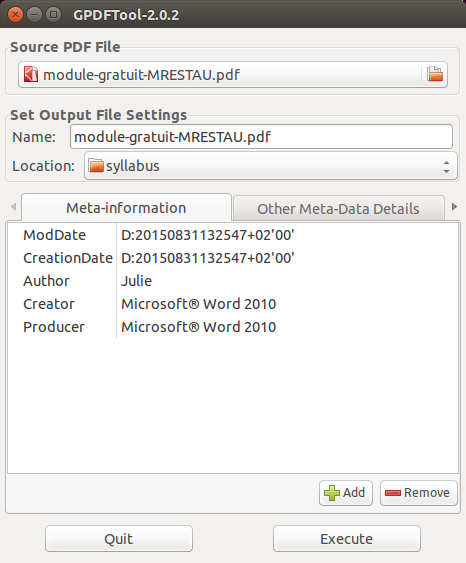 GPDFTool-2.0.2
Source PDF File
module-gratuit-MRESTAU.pdf
Set Output File Settings
Name: module-gratuit-MRESTAU.pdf
Location: syllabus
Meta-information Other Meta-Data Details
ModDate D:20150831132547+02'00'
CreationDate D:20150831132547+02'00'
Author Julie
Creator Microsoft® Word 2010
Producer Microsoft® Word 2010
Add Remove
Quit Execute